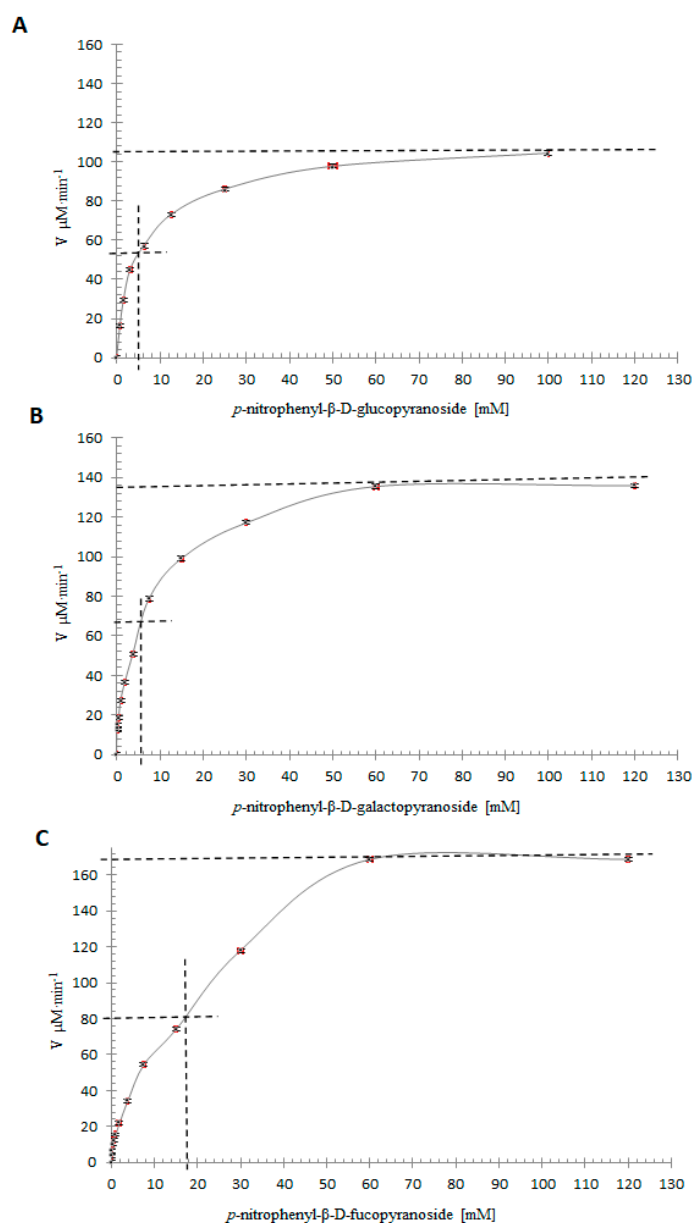 A
160
140
120
100
80
60
40
20
0
V µM·min-1
0 10 20 30 40 50 60 70 80 90 100 110 120 130
p-nitrophenyl-β-D-glucopyranoside [mM]
B
160
140
120
100
80
60
40
20
0
V µM·min-1
0 10 20 30 40 50 60 70 80 90 100 110 120 130
p-nitrophenyl-β-D-galactopyranoside [mM]
C
160
140
120
100
80
60
40
20
0
V µM·min-1
0 10 20 30 40 50 60 70 80 90 100 110 120 130
p-nitrophenyl-β-D-fucopyranoside [mM]